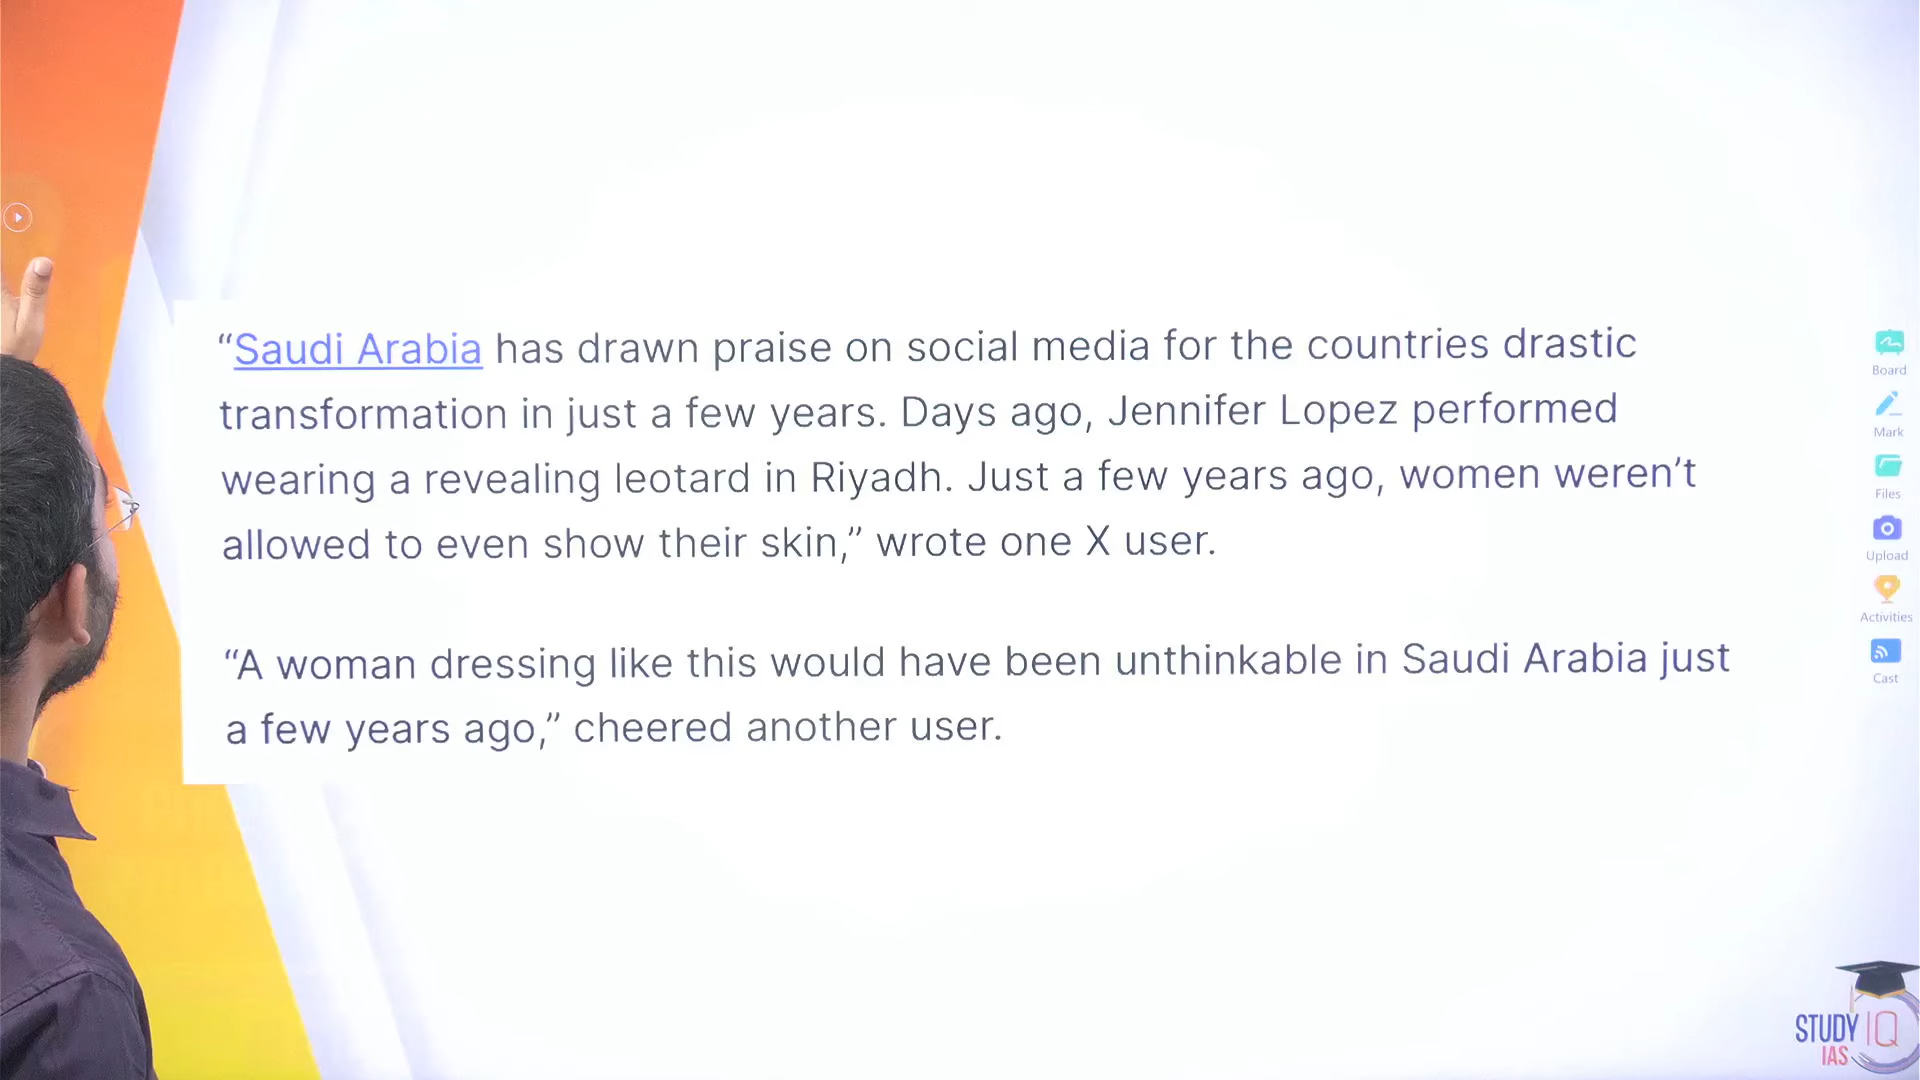 “Saudi Arabia has drawn praise on social media for the countries drastic
transformation in just a few years. Days ago, Jennifer Lopez performed
wearing a revealing leotard in Riyadh. Just a few years ago, women weren’t
allowed to even show their skin,” wrote one X user.
“A woman dressing like this would have been unthinkable in Saudi Arabia just
a few years ago,” cheered another user.
Board
Mark
Files
Upload
Activities
Cast
STUDY IQ
IAS